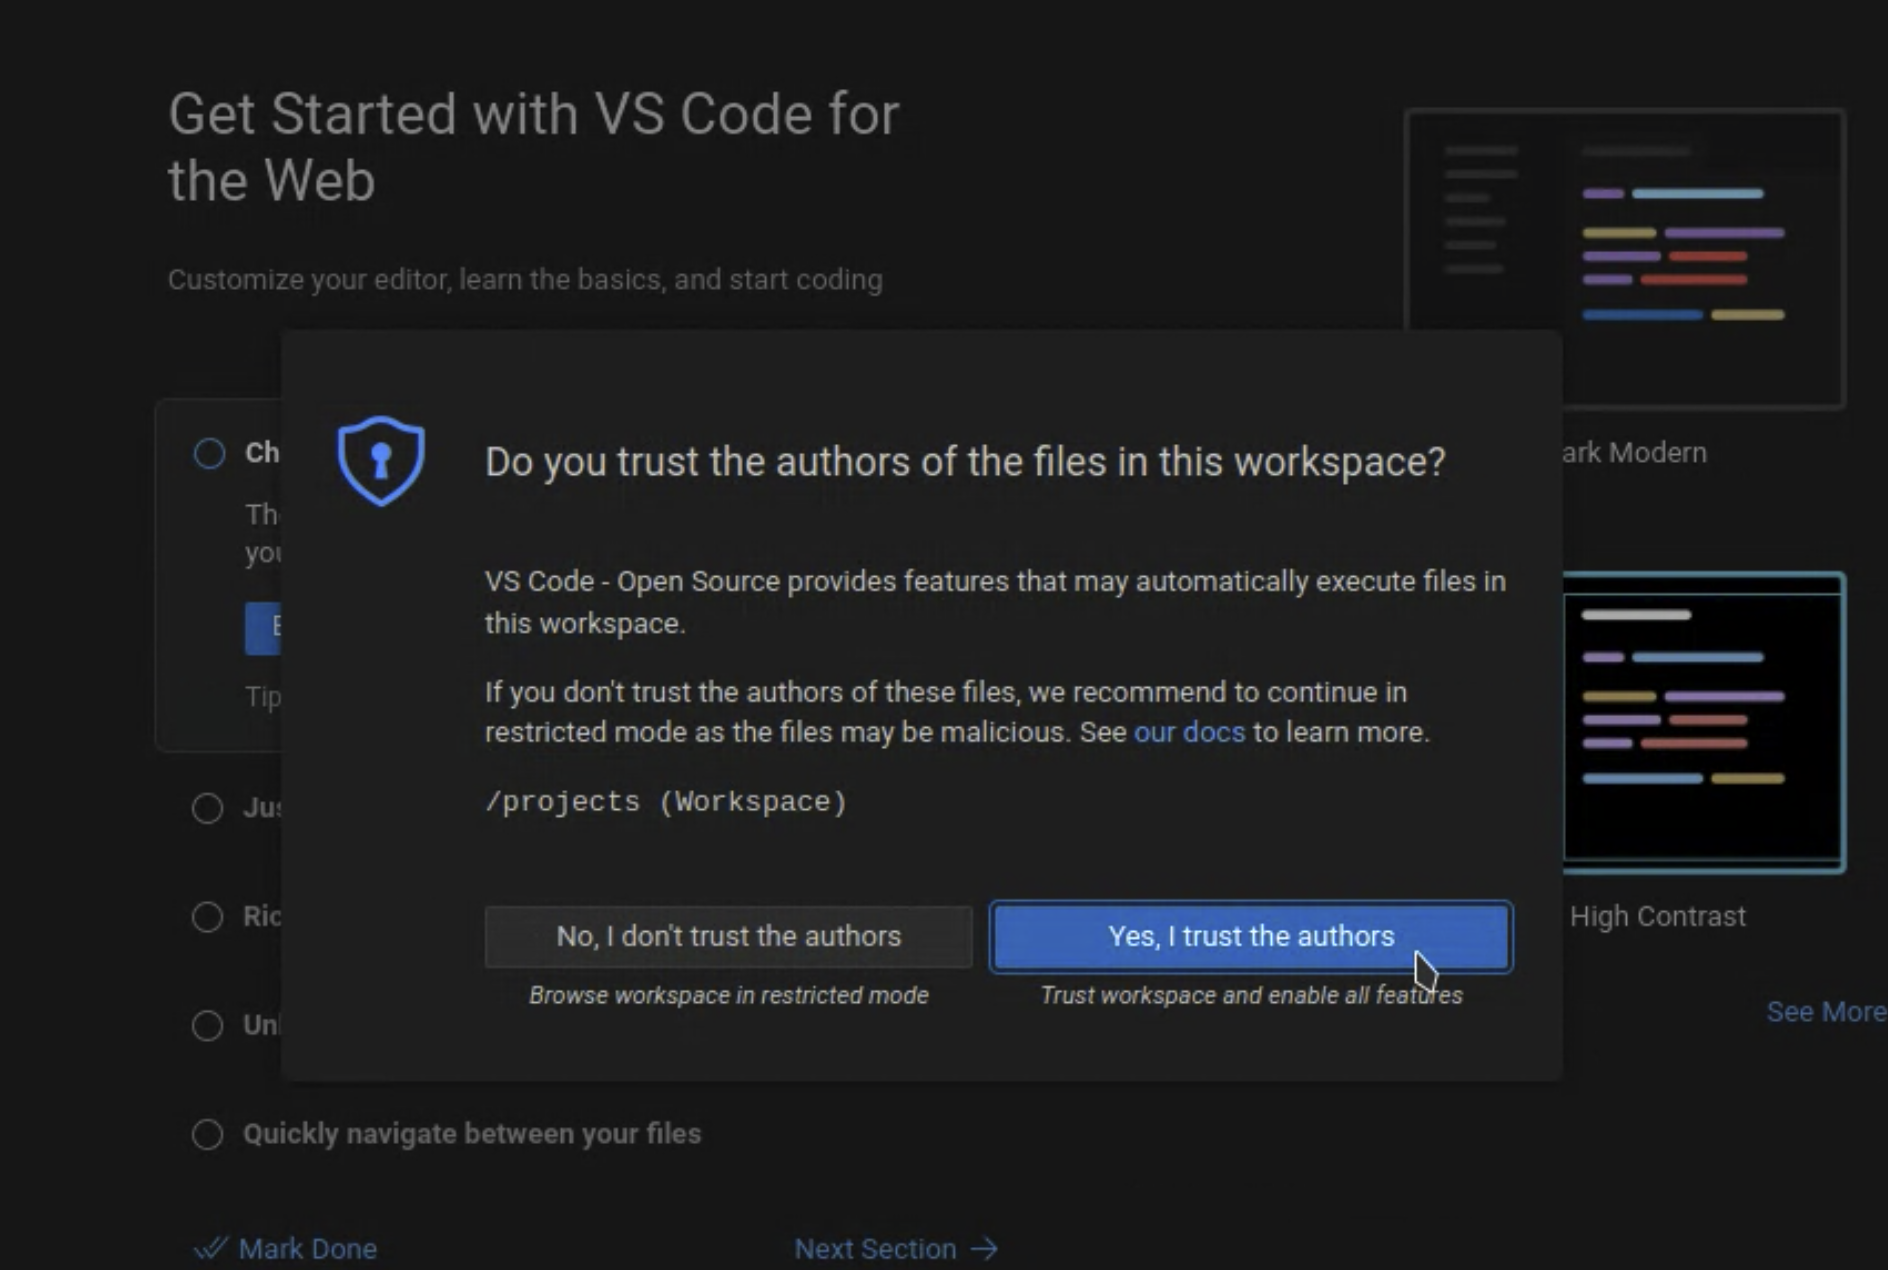 Get Started with VS Code for
the Web
Customize your editor, learn the basics, and start coding
Ch
ark Modern
Do you trust the authors of the files in this workspace?
Th
you
VS Code - Open Source provides features that may automatically execute files in
this workspace.
Tip
If you don't trust the authors of these files, we recommend to continue in
restricted mode as the files may be malicious. See our docs to learn more.
/projects (Workspace)
Jus
Ric
High Contrast
No, I don't trust the authors
Yes, I trust the authors
Browse workspace in restricted mode
Trust workspace and enable all features
See More
Quickly navigate between your files
Mark Done
Next Section